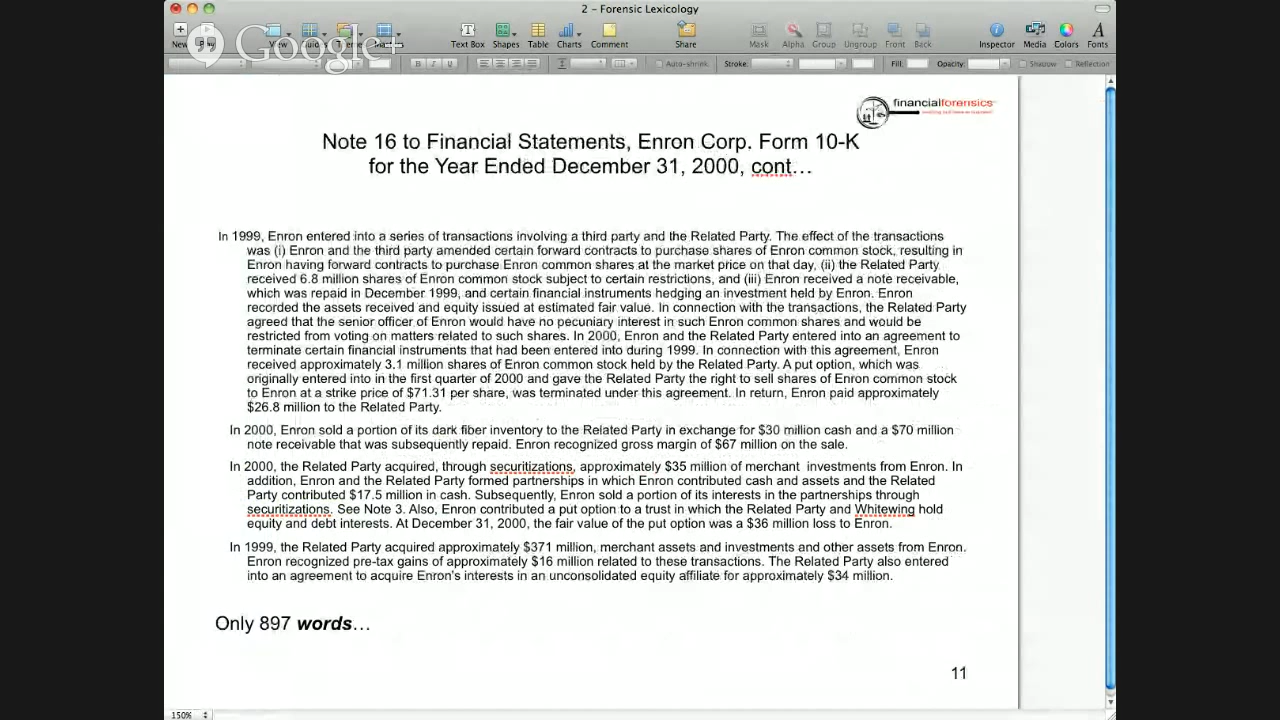 2 - Forensic Lexicology
New Play View Guides Themes Masters Text Box Shapes Table Charts Comment Share Mask Alpha Group Ungroup Front Back Inspector Media Colors Fonts
Google+
B I U Auto-shrink Stroke: Fill: Opacity: Shadow Reflection
financialforensics
Note 16 to Financial Statements, Enron Corp. Form 10-K
for the Year Ended December 31, 2000, cont…
In 1999, Enron entered into a series of transactions involving a third party and the Related Party. The effect of the transactions
was (i) Enron and the third party amended certain forward contracts to purchase shares of Enron common stock, resulting in
Enron having forward contracts to purchase Enron common shares at the market price on that day, (ii) the Related Party
received 6.8 million shares of Enron common stock subject to certain restrictions, and (iii) Enron received a note receivable,
which was repaid in December 1999, and certain financial instruments hedging an investment held by Enron. Enron
recorded the assets received and equity issued at estimated fair value. In connection with the transactions, the Related Party
agreed that the senior officer of Enron would have no pecuniary interest in such Enron common shares and would be
restricted from voting on matters related to such shares. In 2000, Enron and the Related Party entered into an agreement to
terminate certain financial instruments that had been entered into during 1999. In connection with this agreement, Enron
received approximately 3.1 million shares of Enron common stock held by the Related Party. A put option, which was
originally entered into in the first quarter of 2000 and gave the Related Party the right to sell shares of Enron common stock
to Enron at a strike price of $71.31 per share, was terminated under this agreement. In return, Enron paid approximately
$26.8 million to the Related Party.
In 2000, Enron sold a portion of its dark fiber inventory to the Related Party in exchange for $30 million cash and a $70 million
note receivable that was subsequently repaid. Enron recognized gross margin of $67 million on the sale.
In 2000, the Related Party acquired, through securitizations, approximately $35 million of merchant investments from Enron. In
addition, Enron and the Related Party formed partnerships in which Enron contributed cash and assets and the Related
Party contributed $17.5 million in cash. Subsequently, Enron sold a portion of its interests in the partnerships through
securitizations. See Note 3. Also, Enron contributed a put option to a trust in which the Related Party and Whitewing hold
equity and debt interests. At December 31, 2000, the fair value of the put option was a $36 million loss to Enron.
In 1999, the Related Party acquired approximately $371 million, merchant assets and investments and other assets from Enron.
Enron recognized pre-tax gains of approximately $16 million related to these transactions. The Related Party also entered
into an agreement to acquire Enron's interests in an unconsolidated equity affiliate for approximately $34 million.
Only 897 words…
11
150%